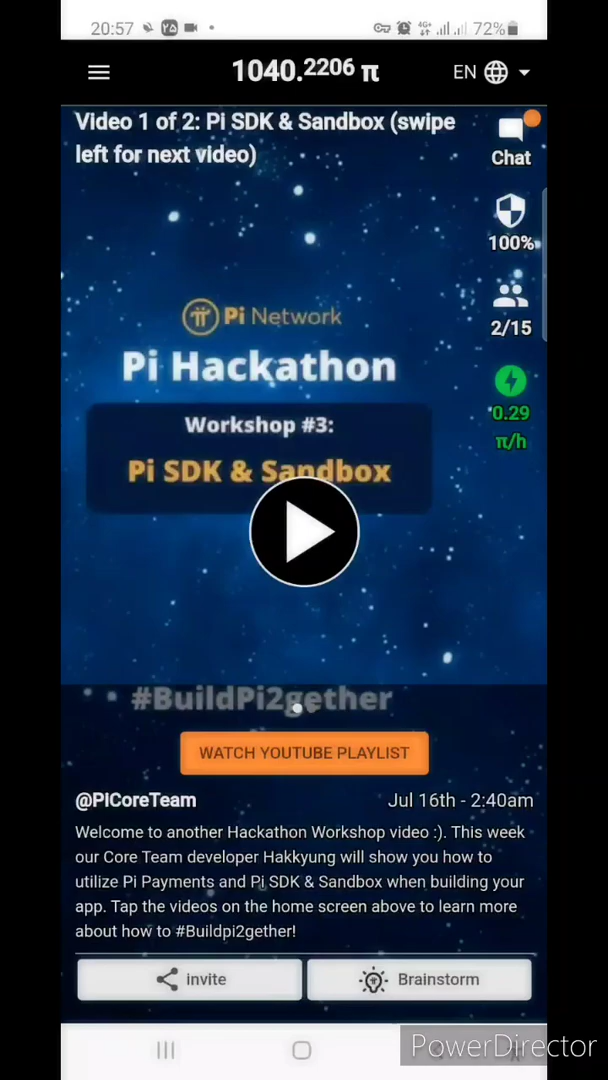 20:57 ۲۵ 4G+ 72%
1040.2206 π EN
Video 1 of 2: Pi SDK & Sandbox (swipe
left for next video)
Chat
100%
2/15
0.29
π/h
Pi Network
Pi Hackathon
Workshop #3:
Pi SDK & Sandbox
#BuildPi2gether
WATCH YOUTUBE PLAYLIST
@PiCoreTeam Jul 16th - 2:40am
Welcome to another Hackathon Workshop video :). This week
our Core Team developer Hakkyung will show you how to
utilize Pi Payments and Pi SDK & Sandbox when building your
app. Tap the videos on the home screen above to learn more
about how to #Buildpi2gether!
invite Brainstorm
PowerDirector